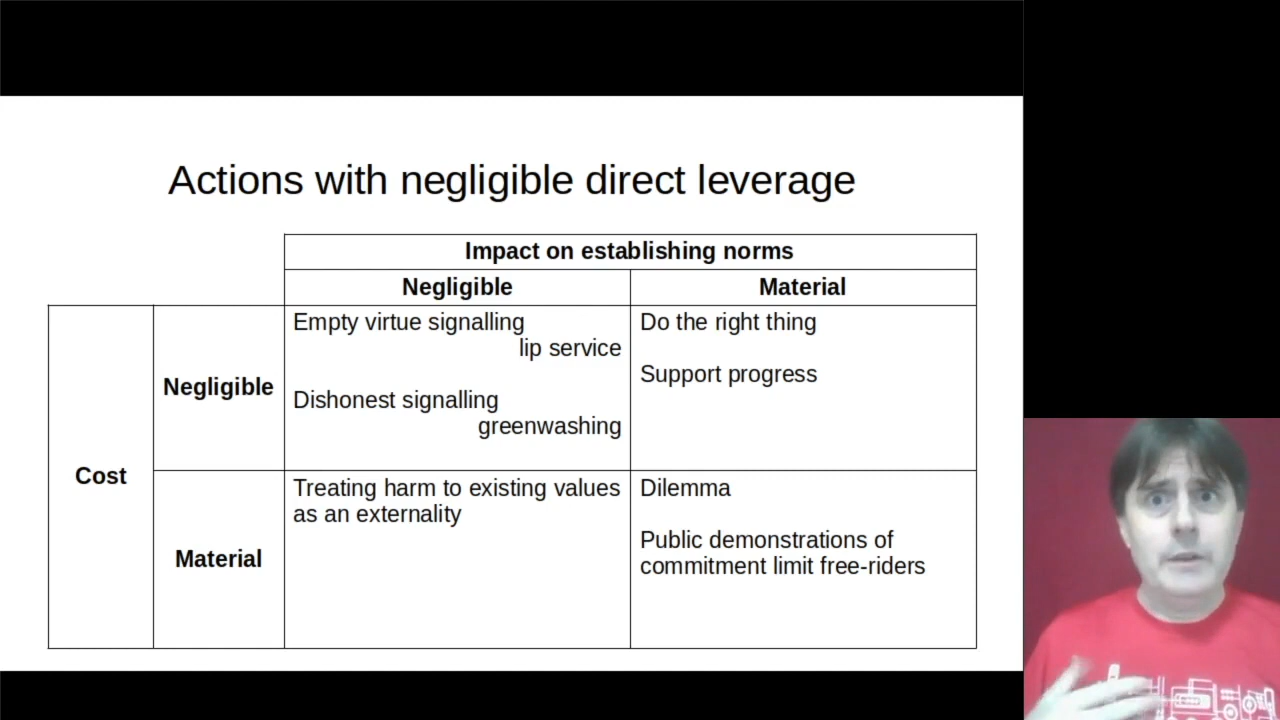 Actions with negligible direct leverage
Impact on establishing norms
Negligible
Material
Cost
Negligible
Empty virtue signalling
lip service
Dishonest signalling
greenwashing
Do the right thing
Support progress
Material
Treating harm to existing values
as an externality
Dilemma
Public demonstrations of
commitment limit free-riders